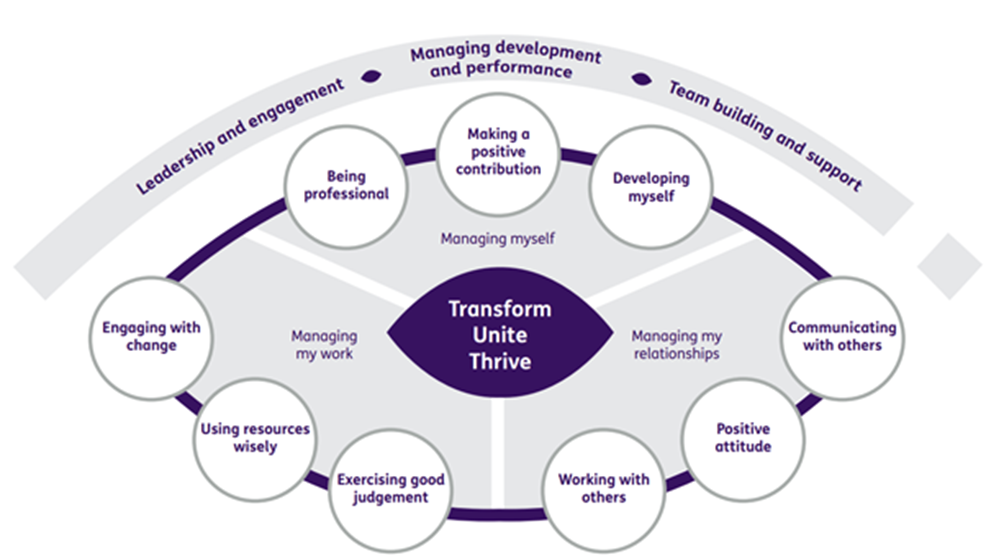 Leadership and engagement
Managing development
and performance
Team building and support
Being
professional
Making a
positive
contribution
Developing
myself
Managing myself
Engaging with
change
Managing
my work
Transform
Unite
Thrive
Managing my
relationships
Communicating
with others
Using resources
wisely
Positive
attitude
Exercising good
judgement
Working with
others